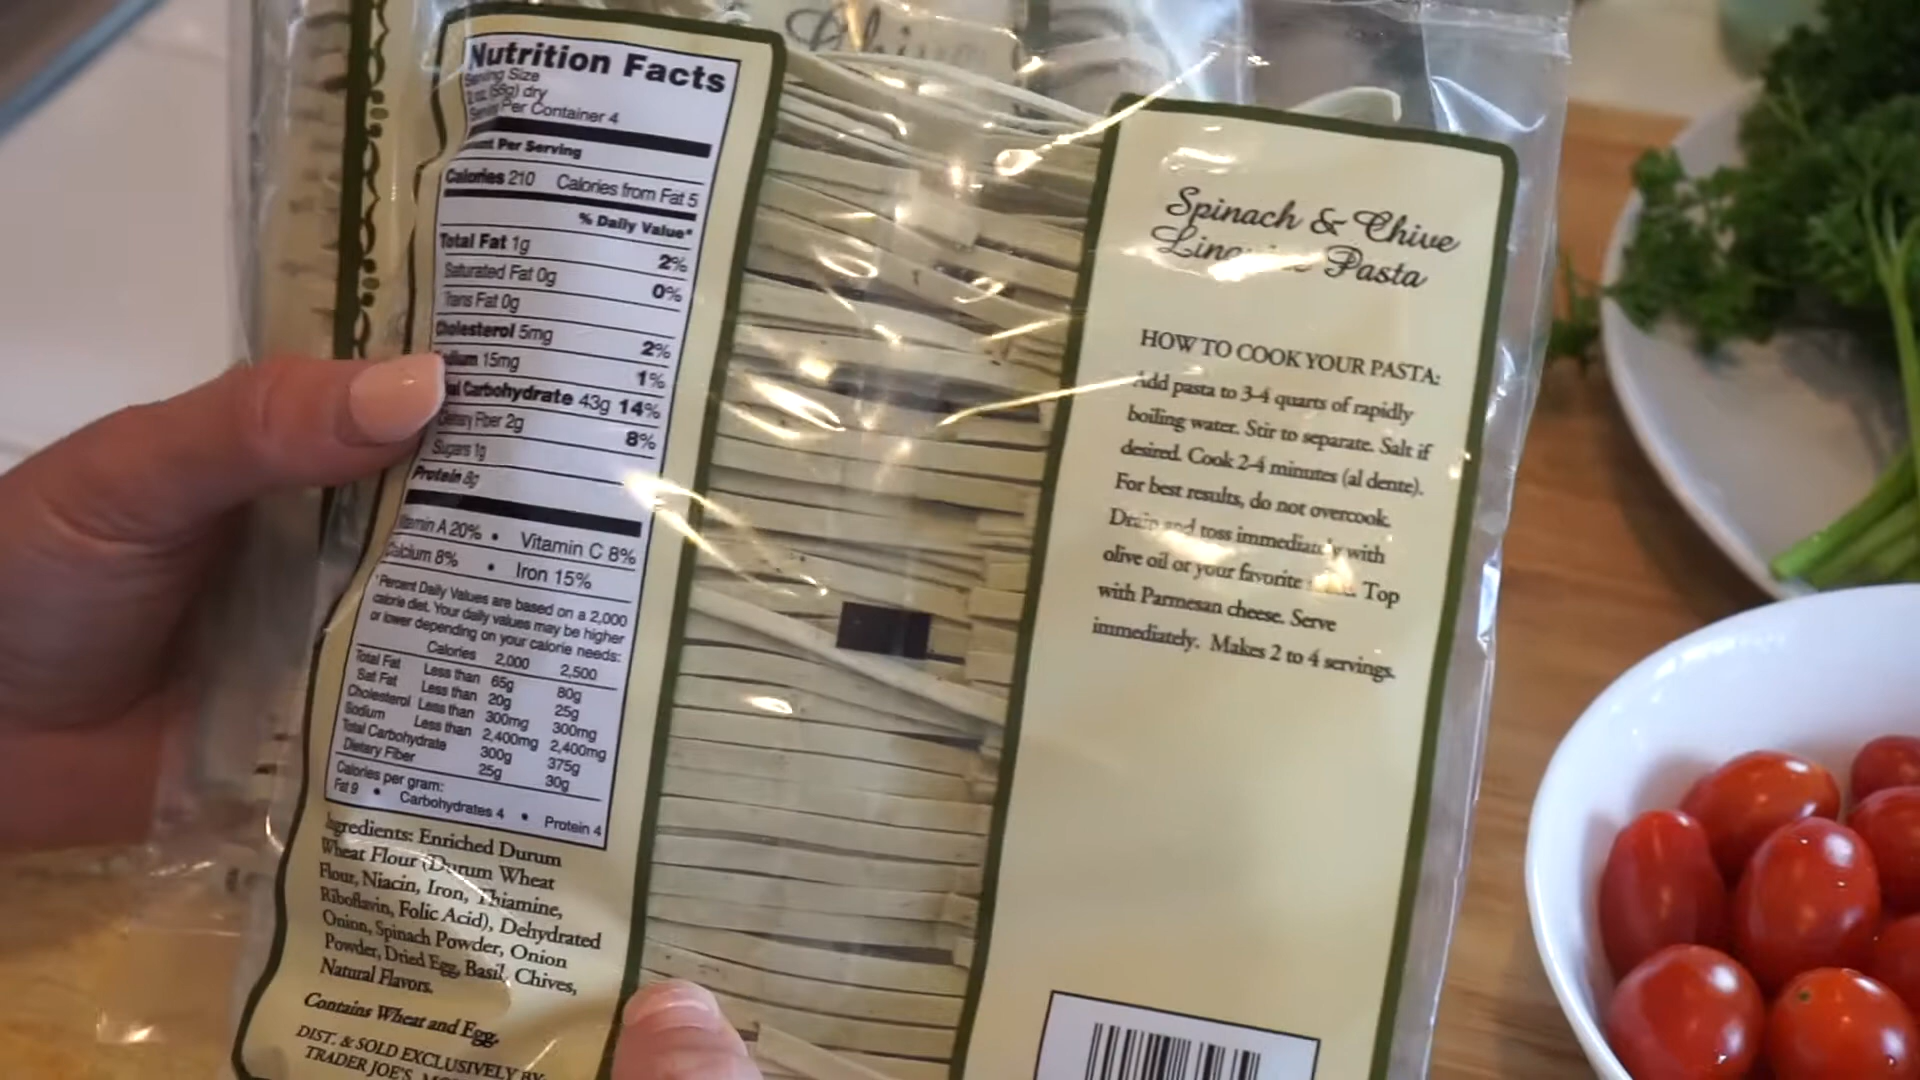 Nutrition Facts
Serving Size
2 oz (56g) dry
Per Container 4
Per Serving
Calories 210 Calories from Fat 5
% Daily Value*
Total Fat 1g 2%
Saturated Fat 0g 0%
Trans Fat 0g
Cholesterol 5mg 2%
Sodium 15mg 1%
Carbohydrate 43g 14%
Dietary Fiber 2g 8%
Sugars 1g
Protein 8g
Vitamin A 20% • Vitamin C 8%
Calcium 8% • Iron 15%
*Percent Daily Values are based on a 2,000
calorie diet. Your daily values may be higher
or lower depending on your calorie needs:
Calories 2,000 2,500
Total Fat Less than 65g 80g
Sat Fat Less than 20g 25g
Cholesterol Less than 300mg 300mg
Sodium Less than 2,400mg 2,400mg
Total Carbohydrate 300g 375g
Dietary Fiber 25g 30g
Calories per gram:
Fat 9 • Carbohydrates 4 • Protein 4
Ingredients: Enriched Durum
Wheat Flour (Durum Wheat
Flour, Niacin, Iron, Thiamine,
Riboflavin, Folic Acid), Dehydrated
Onion, Spinach Powder, Onion
Powder, Dried Egg, Basil, Chives,
Natural Flavors.
Contains Wheat and Egg.
DIST. & SOLD EXCLUSIVELY BY:
TRADER JOE'S,
Spinach & Chive
Linguine Pasta
HOW TO COOK YOUR PASTA:
Add pasta to 3-4 quarts of rapidly
boiling water. Stir to separate. Salt if
desired. Cook 2-4 minutes (al dente).
For best results, do not overcook.
Drain and toss immediately with
olive oil or your favorite Top
with Parmesan cheese. Serve
immediately. Makes 2 to 4 servings.